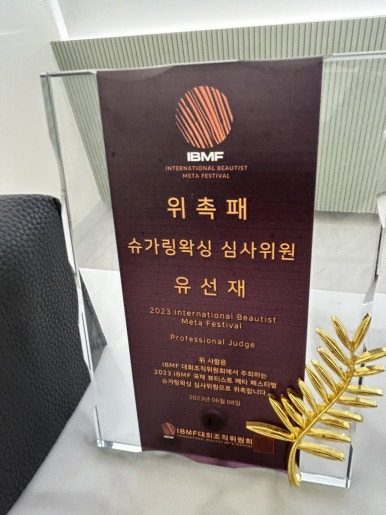 IBMF
INTERNATIONAL BEAUTIST
META FESTIVAL
위 촉 패
슈가링왁싱 심사위원
유 선 재
2023 International Beautist
Meta Festival
Professional Judge
위 사람은
IBMF 대회조직위원회에서 주최하는
2023 IBMF 국제 뷰티스트 메타 페스티벌
슈가링왁싱 심사위원으로 위촉합니다.
2023년 06월 08일
IBMF
IBMF대회조직위원회
INTERNATIONAL BEAUTIST META FESTIVAL